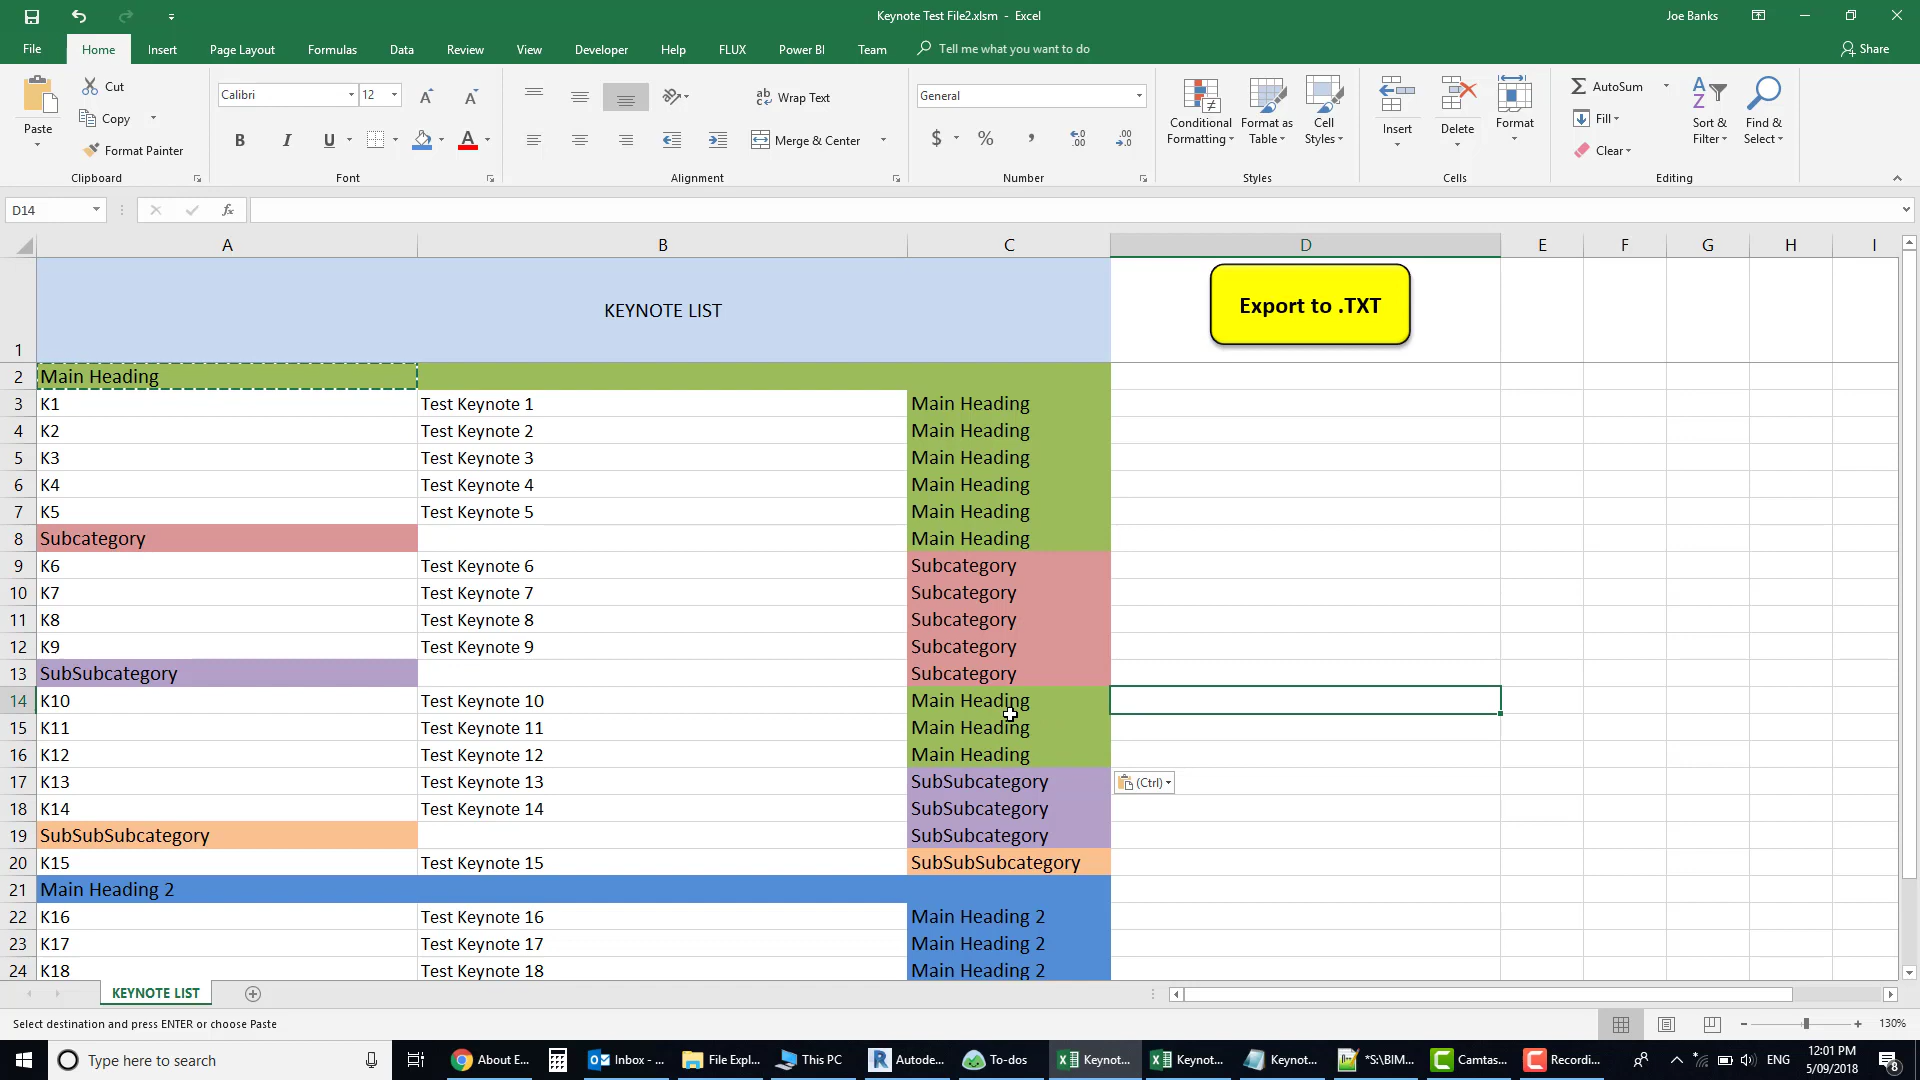 Keynote Test File2.xlsm - Excel
Joe Banks
File Home Insert Page Layout Formulas Data Review View Developer Help FLUX Power BI Team Tell me what you want to do Share
Paste
Cut
Copy
Format Painter
Clipboard
Calibri 12
A A
B I U A
Font
Wrap Text
Merge & Center
Alignment
General
$ % , .00 .00
Number
Conditional Formatting
Format as Table
Cell Styles
Styles
Insert
Delete
Format
Cells
AutoSum
Fill
Clear
Sort & Filter
Find & Select
Editing
D14 fx
A B C D E F G H I
1 KEYNOTE LIST Export to .TXT
2 Main Heading
3 K1 Test Keynote 1 Main Heading
4 K2 Test Keynote 2 Main Heading
5 K3 Test Keynote 3 Main Heading
6 K4 Test Keynote 4 Main Heading
7 K5 Test Keynote 5 Main Heading
8 Subcategory Main Heading
9 K6 Test Keynote 6 Subcategory
10 K7 Test Keynote 7 Subcategory
11 K8 Test Keynote 8 Subcategory
12 K9 Test Keynote 9 Subcategory
13 SubSubcategory Subcategory
14 K10 Test Keynote 10 Main Heading
15 K11 Test Keynote 11 Main Heading
16 K12 Test Keynote 12 Main Heading
17 K13 Test Keynote 13 SubSubcategory (Ctrl)
18 K14 Test Keynote 14 SubSubcategory
19 SubSubSubcategory SubSubcategory
20 K15 Test Keynote 15 SubSubSubcategory
21 Main Heading 2
22 K16 Test Keynote 16 Main Heading 2
23 K17 Test Keynote 17 Main Heading 2
24 K18 Test Keynote 18 Main Heading 2
KEYNOTE LIST
Select destination and press ENTER or choose Paste 130%
Type here to search About E... Inbox - ... File Expl... This PC Autode... To-dos Keynot... Keynot... Keynot... *S:\BIM... Camtas... Recordi... ENG
12:01 PM
5/09/2018
8